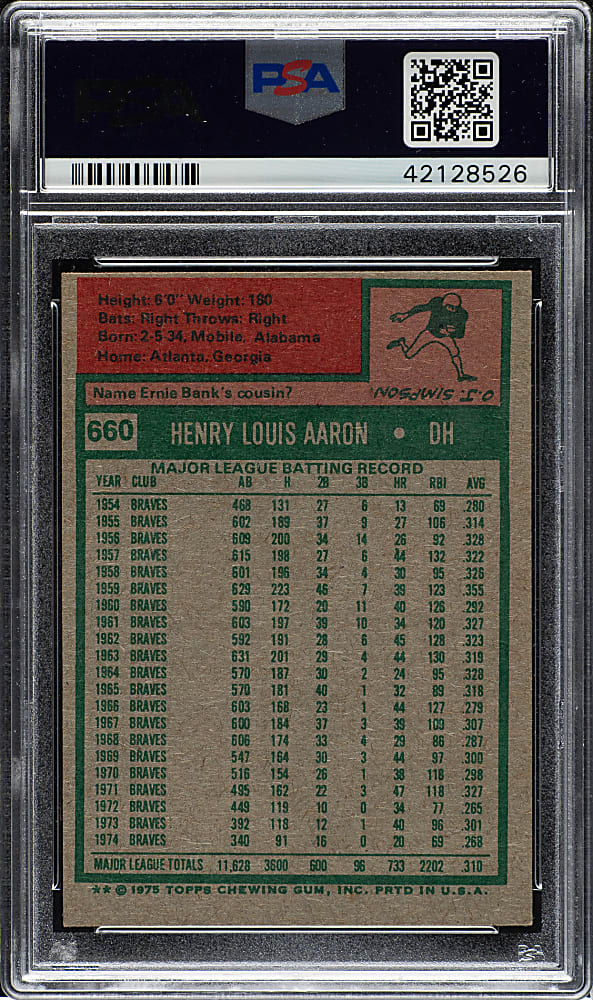 PSA
42128526
Height: 6'0" Weight: 180
Bats: Right Throws: Right
Born: 2-5-34, Mobile, Alabama
Home: Atlanta, Georgia
Name Ernie Bank's cousin?
O.J. SIMPSON.
660 HENRY LOUIS AARON • DH
MAJOR LEAGUE BATTING RECORD
YEAR CLUB AB H 2B 3B HR RBI AVG
1954 BRAVES 468 131 27 6 13 69 .280
1955 BRAVES 602 189 37 9 27 106 .314
1956 BRAVES 609 200 34 14 26 92 .328
1957 BRAVES 615 198 27 6 44 132 .322
1958 BRAVES 601 196 34 4 30 95 .326
1959 BRAVES 629 223 46 7 39 123 .355
1960 BRAVES 590 172 20 11 40 126 .292
1961 BRAVES 603 197 39 10 34 120 .327
1962 BRAVES 592 191 28 6 45 128 .323
1963 BRAVES 631 201 29 4 44 130 .319
1964 BRAVES 570 187 30 2 24 95 .328
1965 BRAVES 570 181 40 1 32 89 .318
1966 BRAVES 603 168 23 1 44 127 .279
1967 BRAVES 600 184 37 3 39 109 .307
1968 BRAVES 606 174 33 4 29 86 .287
1969 BRAVES 547 164 30 3 44 97 .300
1970 BRAVES 516 154 26 1 38 118 .298
1971 BRAVES 495 162 22 3 47 118 .327
1972 BRAVES 449 119 10 0 34 77 .265
1973 BRAVES 392 118 12 1 40 96 .301
1974 BRAVES 340 91 16 0 20 69 .268
MAJOR LEAGUE TOTALS 11,628 3600 600 96 733 2202 .310
** © 1975 TOPPS CHEWING GUM, INC. PRTD IN U.S.A.